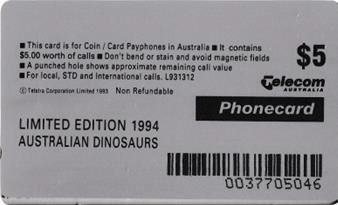 ■ This card is for Coin / Card Payphones in Australia ■ It contains
$5.00 worth of calls ■ Don't bend or stain and avoid magnetic fields
■ A punched hole shows approximate remaining call value
■ For local, STD and International calls. L931312
$5
Telecom
AUSTRALIA
© Telstra Corporation Limited 1993 Non Refundable
Phonecard
LIMITED EDITION 1994
AUSTRALIAN DINOSAURS
0037705046